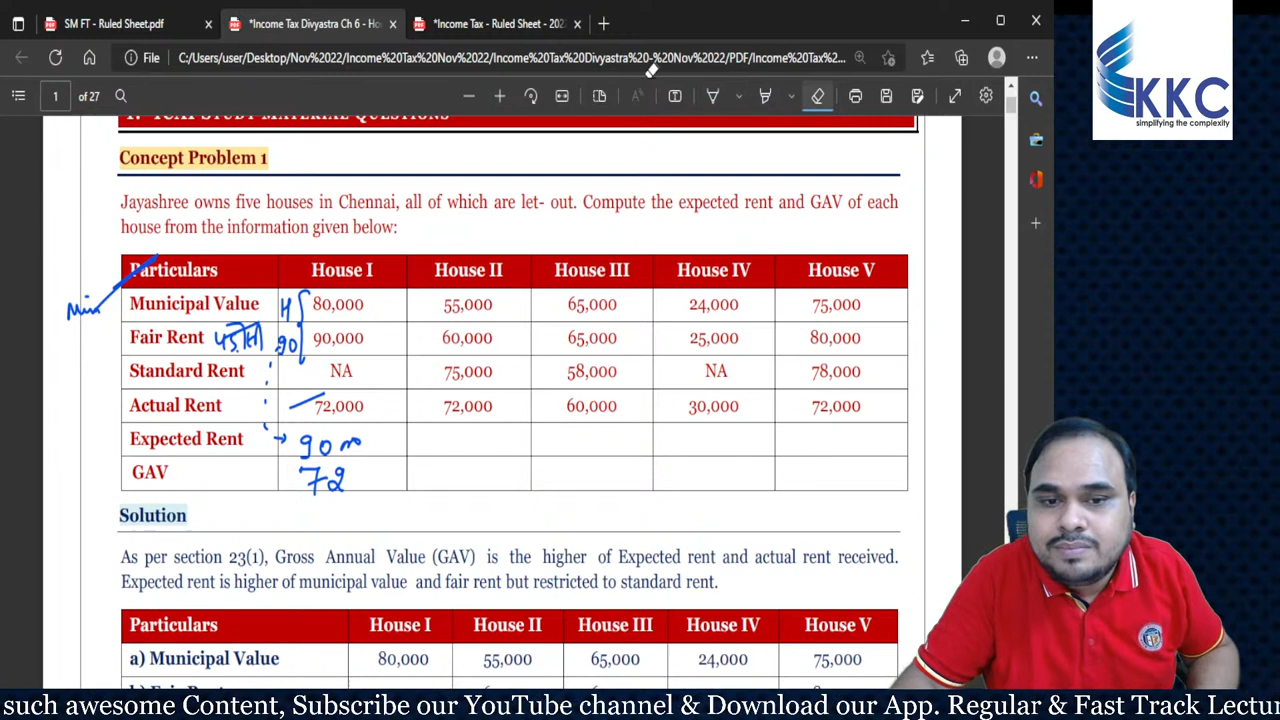 SM FT - Ruled Sheet.pdf
*Income Tax Divyastra Ch 6 - Ho
*Income Tax - Ruled Sheet - 202
File
C:/Users/user/Desktop/Nov%2022/Income%20Tax%20Nov%2022/Income%20Tax%20Divyastra%20-%20Nov%2022/PDF/Income%20Tax%2...
1 of 27
KKC
simplifying the complexity
1. ICAI STUDY MATERIAL QUESTIONS
Concept Problem 1
Jayashree owns five houses in Chennai, all of which are let- out. Compute the expected rent and GAV of each
house from the information given below:
Particulars House I House II House III House IV House V
Min
Municipal Value H 80,000 55,000 65,000 24,000 75,000
Fair Rent पड़ोसी 90 90,000 60,000 65,000 25,000 80,000
Standard Rent NA 75,000 58,000 NA 78,000
Actual Rent 72,000 72,000 60,000 30,000 72,000
Expected Rent 90
GAV 72
Solution
As per section 23(1), Gross Annual Value (GAV) is the higher of Expected rent and actual rent received.
Expected rent is higher of municipal value and fair rent but restricted to standard rent.
Particulars House I House II House III House IV House V
a) Municipal Value 80,000 55,000 65,000 24,000 75,000
such awesome Content, Subscribe our YouTube channel & Download our App. Regular & Fast Track Lectur